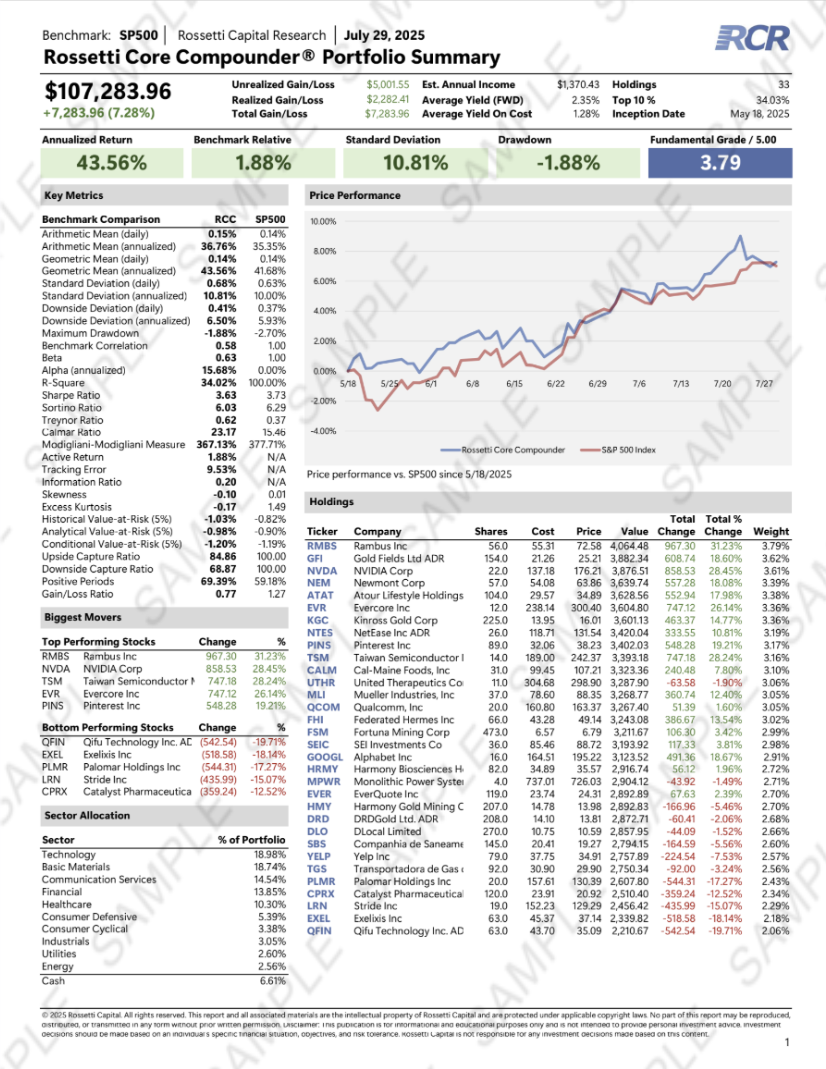 Benchmark: SP500 | Rossetti Capital Research | July 29, 2025
RCR
Rossetti Core Compounder® Portfolio Summary
$107,283.96
+7,283.96 (7.28%)
Unrealized Gain/Loss $5,001.55 Est. Annual Income $1,370.43 Holdings 33
Realized Gain/Loss $2,282.41 Average Yield (FWD) 2.35% Top 10 % 34.03%
Total Gain/Loss $7,283.96 Average Yield On Cost 1.28% Inception Date May 18, 2025
Annualized Return Benchmark Relative Standard Deviation Drawdown Fundamental Grade / 5.00
43.56% 1.88% 10.81% -1.88% 3.79
Key Metrics
Benchmark Comparison RCC SP500
Arithmetic Mean (daily) 0.15% 0.14%
Arithmetic Mean (annualized) 36.76% 35.35%
Geometric Mean (daily) 0.14% 0.14%
Geometric Mean (annualized) 43.56% 41.68%
Standard Deviation (daily) 0.68% 0.63%
Standard Deviation (annualized) 10.81% 10.00%
Downside Deviation (daily) 0.41% 0.37%
Downside Deviation (annualized) 6.50% 5.93%
Maximum Drawdown -1.88% -2.70%
Benchmark Correlation 0.58 1.00
Beta 0.63 1.00
Alpha (annualized) 15.68% 0.00%
R-Square 34.02% 100.00%
Sharpe Ratio 3.63 3.73
Sortino Ratio 6.03 6.29
Treynor Ratio 0.62 0.37
Calmar Ratio 23.17 15.46
Modigliani-Modigliani Measure 367.13% 377.71%
Active Return 1.88% N/A
Tracking Error 9.53% N/A
Information Ratio 0.20 N/A
Skewness -0.10 0.01
Excess Kurtosis -0.17 1.49
Historical Value-at-Risk (5%) -1.03% -0.82%
Analytical Value-at-Risk (5%) -0.98% -0.90%
Conditional Value-at-Risk (5%) -1.20% -1.19%
Upside Capture Ratio 84.86 100.00
Downside Capture Ratio 68.87 100.00
Positive Periods 69.39% 59.18%
Gain/Loss Ratio 0.77 1.27
Biggest Movers
Top Performing Stocks Change %
RMBS Rambus Inc 967.30 31.23%
NVDA NVIDIA Corp 858.53 28.45%
TSM Taiwan Semiconductor M 747.18 28.24%
EVR Evercore Inc 747.12 26.14%
PINS Pinterest Inc 548.28 19.21%
Bottom Performing Stocks Change %
QFIN Qifu Technology Inc. AD (542.54) -19.71%
EXEL Exelixis Inc (518.58) -18.14%
PLMR Palomar Holdings Inc (544.31) -17.27%
LRN Stride Inc (435.99) -15.07%
CPRX Catalyst Pharmaceutica (359.24) -12.52%
Sector Allocation
Sector % of Portfolio
Technology 18.98%
Basic Materials 18.74%
Communication Services 14.54%
Financial 13.85%
Healthcare 10.30%
Consumer Defensive 5.39%
Consumer Cyclical 3.38%
Industrials 3.05%
Utilities 2.60%
Energy 2.56%
Cash 6.61%
Price Performance
10.00%
8.00%
6.00%
4.00%
2.00%
0.00%
5/18 5/25 6/1 6/8 6/15 6/22 6/29 7/6 7/13 7/20 7/27
-2.00%
-4.00%
Rossetti Core Compounder S&P 500 Index
Price performance vs. SP500 since 5/18/2025
Holdings
Total Total %
Ticker Company Shares Cost Price Value Change Change Weight
RMBS Rambus Inc 56.0 55.31 72.58 4,064.48 967.30 31.23% 3.79%
GFI Gold Fields Ltd ADR 154.0 21.26 25.21 3,882.34 608.74 18.60% 3.62%
NVDA NVIDIA Corp 22.0 137.18 176.21 3,876.51 858.53 28.45% 3.61%
NEM Newmont Corp 57.0 54.08 63.86 3,639.74 557.28 18.08% 3.39%
ATAT Atour Lifestyle Holdings 104.0 29.57 34.89 3,628.56 552.94 17.98% 3.38%
EVR Evercore Inc 12.0 238.14 300.40 3,604.80 747.12 26.14% 3.36%
KGC Kinross Gold Corp 225.0 13.95 16.01 3,601.13 463.37 14.77% 3.36%
NTES NetEase Inc ADR 26.0 118.71 131.54 3,420.04 333.55 10.81% 3.19%
PINS Pinterest Inc 89.0 32.06 38.23 3,402.03 548.28 19.21% 3.17%
TSM Taiwan Semiconductor I 14.0 189.00 242.37 3,393.18 747.18 28.24% 3.16%
CALM Cal-Maine Foods, Inc 31.0 99.45 107.21 3,323.36 240.48 7.80% 3.10%
UTHR United Therapeutics Co 11.0 304.68 298.90 3,287.90 -63.58 -1.90% 3.06%
MLI Mueller Industries, Inc 37.0 78.60 88.35 3,268.77 360.74 12.40% 3.05%
QCOM Qualcomm, Inc 20.0 160.80 163.37 3,267.40 51.39 1.60% 3.05%
FHI Federated Hermes Inc 66.0 43.28 49.14 3,243.08 386.67 13.54% 3.02%
FSM Fortuna Mining Corp 473.0 6.57 6.79 3,211.67 106.30 3.42% 2.99%
SEIC SEI Investments Co 36.0 85.46 88.72 3,193.92 117.33 3.81% 2.98%
GOOGL Alphabet Inc 16.0 164.51 195.22 3,123.52 491.36 18.67% 2.91%
HRMY Harmony Biosciences H 82.0 34.89 35.57 2,916.74 56.12 1.96% 2.72%
MPWR Monolithic Power Syster 4.0 737.01 726.03 2,904.12 -43.92 -1.49% 2.71%
EVER EverQuote Inc 119.0 23.74 24.31 2,892.89 67.63 2.39% 2.70%
HMY Harmony Gold Mining C 207.0 14.78 13.98 2,892.83 -166.96 -5.46% 2.70%
DRD DRDGold Ltd. ADR 208.0 14.10 13.81 2,872.71 -60.41 -2.06% 2.68%
DLO DLocal Limited 270.0 10.75 10.59 2,857.95 -44.09 -1.52% 2.66%
SBS Companhia de Saneame 145.0 20.41 19.27 2,794.15 -164.59 -5.56% 2.60%
YELP Yelp Inc 79.0 37.75 34.91 2,757.89 -224.54 -7.53% 2.57%
TGS Transportadora de Gas 92.0 30.90 29.90 2,750.34 -92.00 -3.24% 2.56%
PLMR Palomar Holdings Inc 20.0 157.61 130.39 2,607.80 -544.31 -17.27% 2.43%
CPRX Catalyst Pharmaceutical 120.0 23.91 20.92 2,510.40 -359.24 -12.52% 2.34%
LRN Stride Inc 19.0 152.23 129.29 2,456.42 -435.99 -15.07% 2.29%
EXEL Exelixis Inc 63.0 45.37 37.14 2,339.82 -518.58 -18.14% 2.18%
QFIN Qifu Technology Inc. AD 63.0 43.70 35.09 2,210.67 -542.54 -19.71% 2.06%
© 2025 Rossetti Capital. All rights reserved. This report and all associated materials are the intellectual property of Rossetti Capital and are protected under applicable copyright laws. No part of this report may be reproduced,
distributed, or transmitted in any form without prior written permission. Disclaimer: This publication is for informational and educational purposes only and is not intended to provide personal investment advice. Investment
decisions should be made based on an individual's specific financial situation, objectives, and risk tolerance. Rossetti Capital is not responsible for any investment decisions made based on this content.
1
SAMPLE